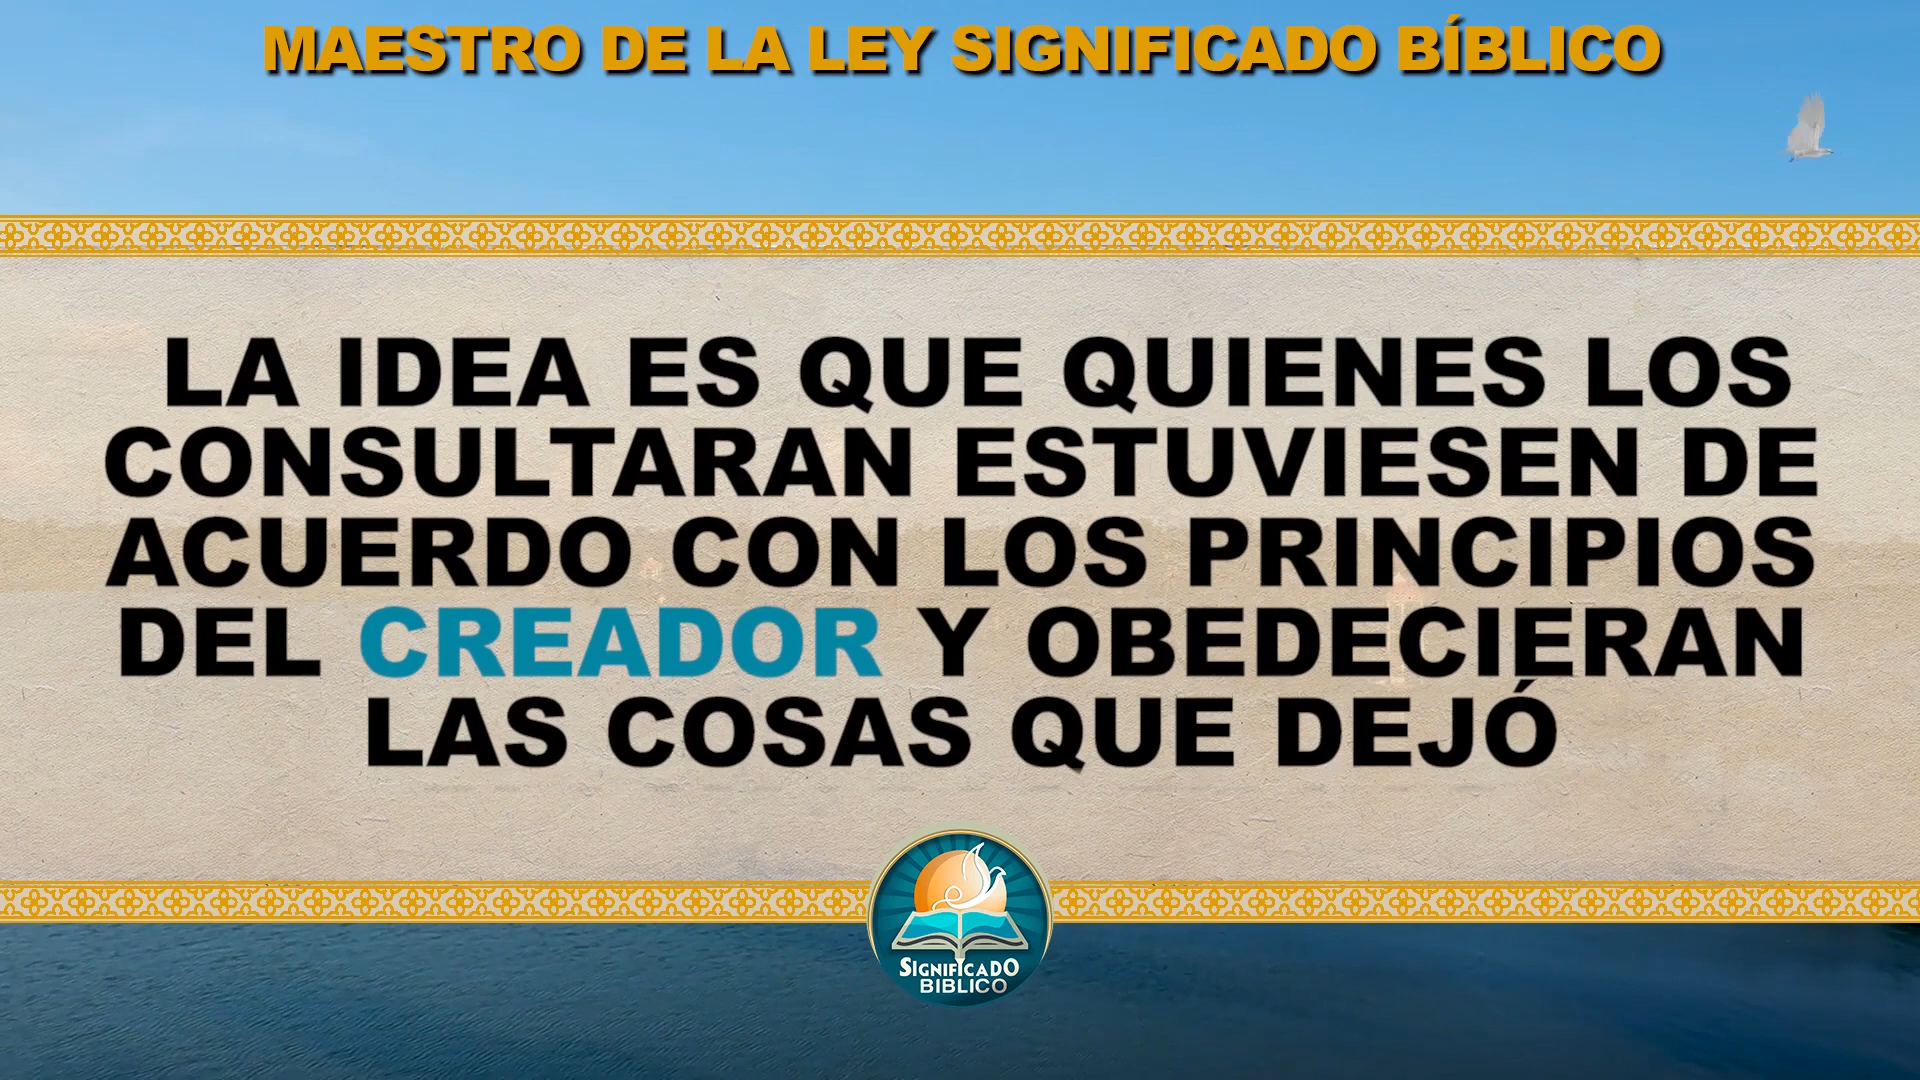 MAESTRO DE LA LEY SIGNIFICADO BÍBLICO
LA IDEA ES QUE QUIENES LOS
CONSULTARAN ESTUVIESEN DE
ACUERDO CON LOS PRINCIPIOS
DEL CREADOR Y OBEDECIERAN
LAS COSAS QUE DEJÓ
SIGNIFICADO
BIBLICO